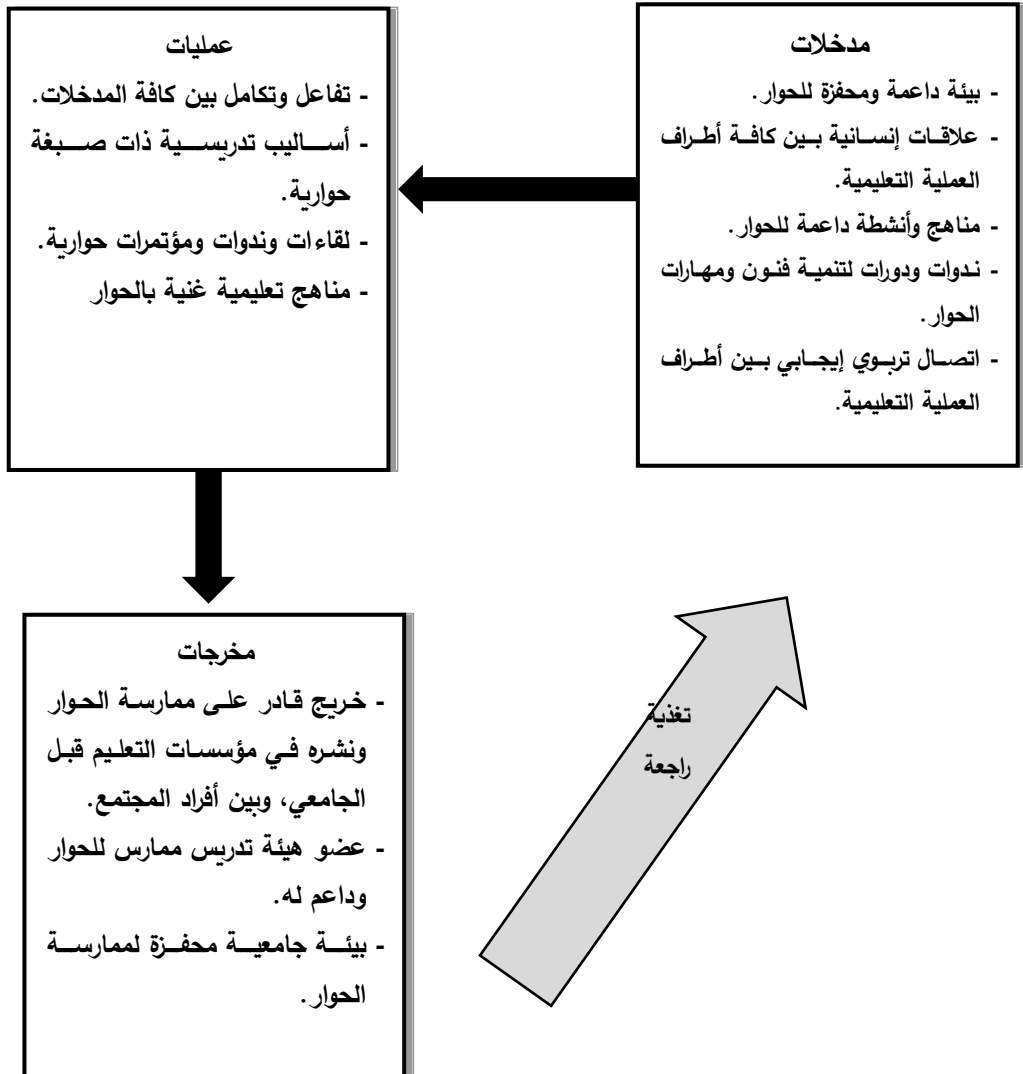 مدخلات
- بيئة داعمة ومحفزة للحوار.
- علاقات إنسانية بين كافة أطراف
العملية التعليمية.
- مناهج وأنشطة داعمة للحوار.
- ندوات ودورات لتنمية فنون ومهارات
الحوار.
- اتصال تربوي إيجابي بين أطراف
العملية التعليمية.
عمليات
- تفاعل وتكامل بين كافة المدخلات.
- أساليب تدريسية ذات صبغة
حوارية.
- لقاءات وندوات ومؤتمرات حوارية.
- مناهج تعليمية غنية بالحوار
مخرجات
- خريج قادر على ممارسة الحوار
ونشره في مؤسسات التعليم قبل
الجامعي، وبين أفراد المجتمع.
- عضو هيئة تدريس ممارس للحوار
وداعم له.
- بيئة جامعية محفزة لممارسة
الحوار.
تغذية
راجعة